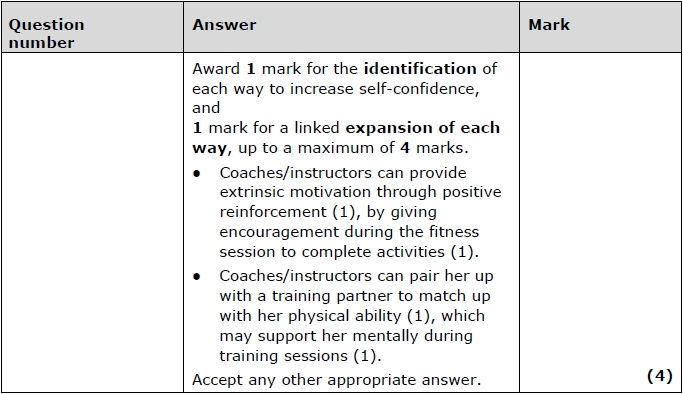 Question
number
Answer
Mark
Award 1 mark for the identification of
each way to increase self-confidence,
and
1 mark for a linked expansion of each
way, up to a maximum of 4 marks.
● Coaches/instructors can provide
extrinsic motivation through positive
reinforcement (1), by giving
encouragement during the fitness
session to complete activities (1).
● Coaches/instructors can pair her up
with a training partner to match up
with her physical ability (1), which
may support her mentally during
training sessions (1).
Accept any other appropriate answer.
(4)